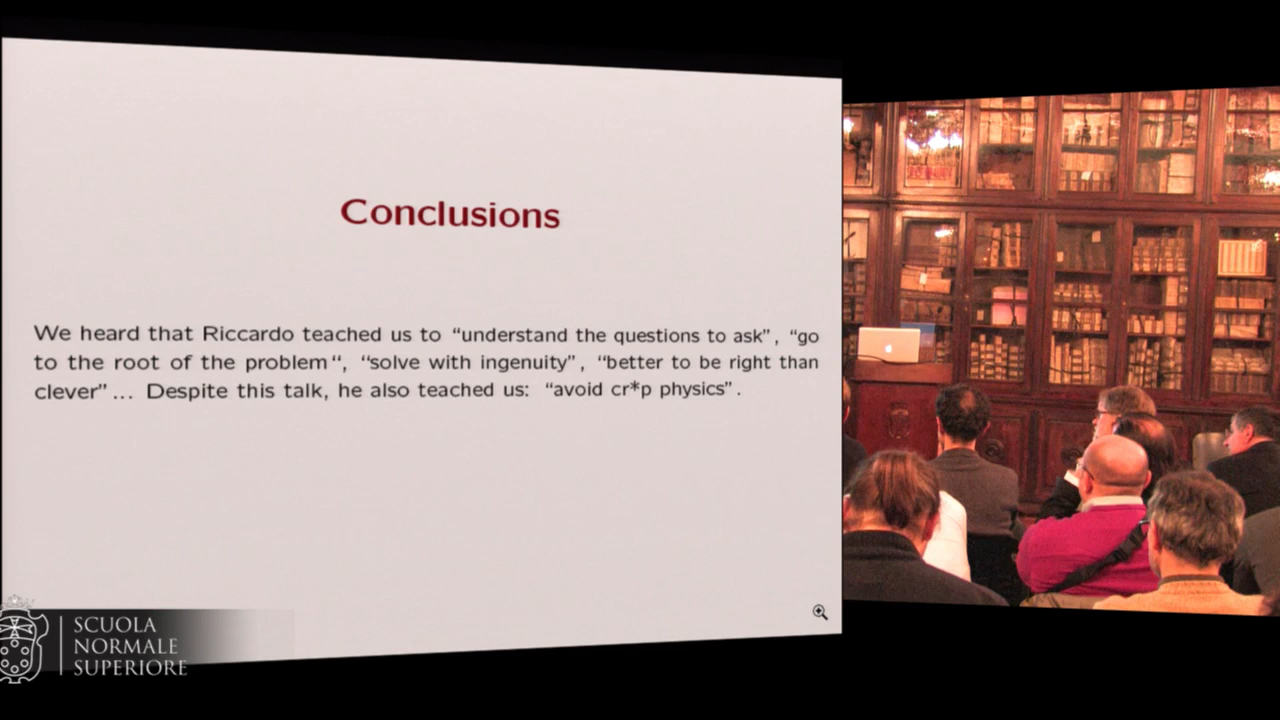 Conclusions
We heard that Riccardo teached us to “understand the questions to ask”, “go
to the root of the problem“, “solve with ingenuity”, “better to be right than
clever”... Despite this talk, he also teached us: “avoid cr*p physics”.
SCUOLA
NORMALE
SUPERIORE